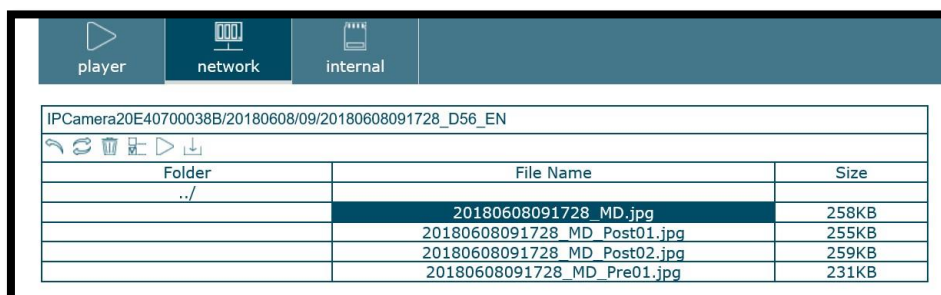 player network internal
IPCamera20E40700038B/20180608/09/20180608091728_D56_EN
Folder File Name Size
../
20180608091728_MD.jpg 258KB
20180608091728_MD_Post01.jpg 255KB
20180608091728_MD_Post02.jpg 259KB
20180608091728_MD_Pre01.jpg 231KB